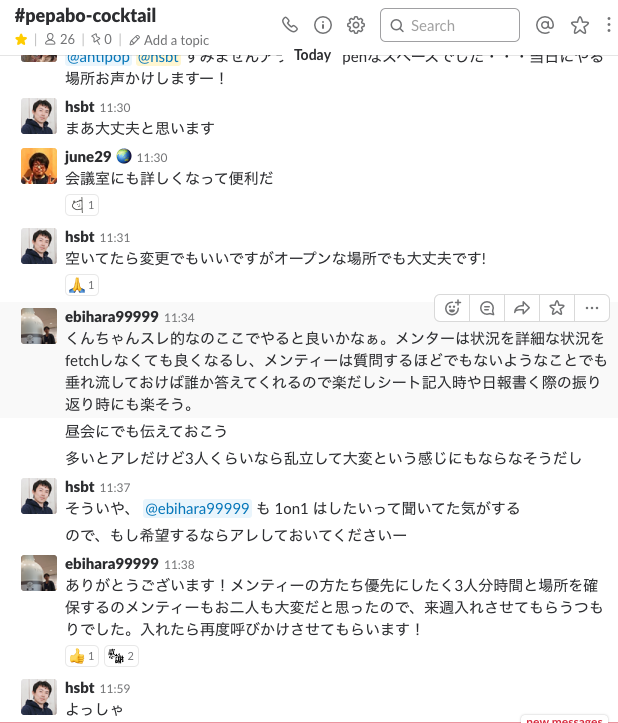 #pepabo-cocktail
26
0
Add a topic
Search
Today
@antipop @hsbt すみませんアっ penなスペースでした・・・当日にやる
場所お声かけしますー！
hsbt 11:30
まあ大丈夫と思います
june29 11:30
会議室にも詳しくなって便利だ
1
hsbt 11:31
空いてたら変更でもいいですがオープンな場所でも大丈夫です!
1
ebihara99999 11:34
くんちゃんスレ的なのここでやると良いかなぁ。メンターは状況を詳細な状況を
fetchしなくても良くなるし、メンティーは質問するほどでもないようなことでも
垂れ流しておけば誰か答えてくれるので楽だしシート記入時や日報書く際の振り
返り時にも楽そう。
昼会にでも伝えておこう
多いとアレだけど3人くらいなら乱立して大変という感じにもならなそうだし
hsbt 11:37
そういや、 @ebihara99999 も 1on1 はしたいって聞いてた気がする
ので、もし希望するならアレしておいてくださいー
ebihara99999 11:38
ありがとうございます！メンティーの方たち優先にしたく3人分時間と場所を確
保するのメンティーもお二人も大変だと思ったので、来週入れさせてもらうつも
りでした。入れたら再度呼びかけさせてもらいます！
1
2
hsbt 11:59
よっしゃ
new messages